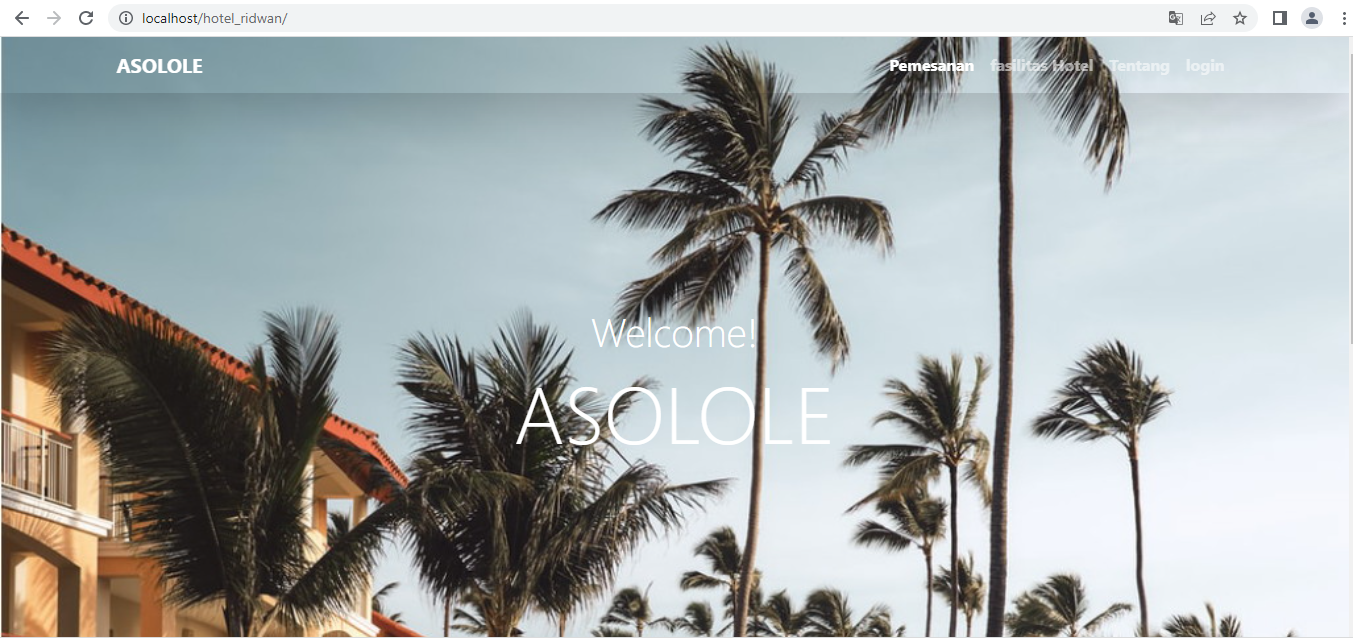 localhost/hotel_ridwan/
ASOLOLE Pemesanan fasilitas Hotel Tentang login
Welcome!
ASOLOLE